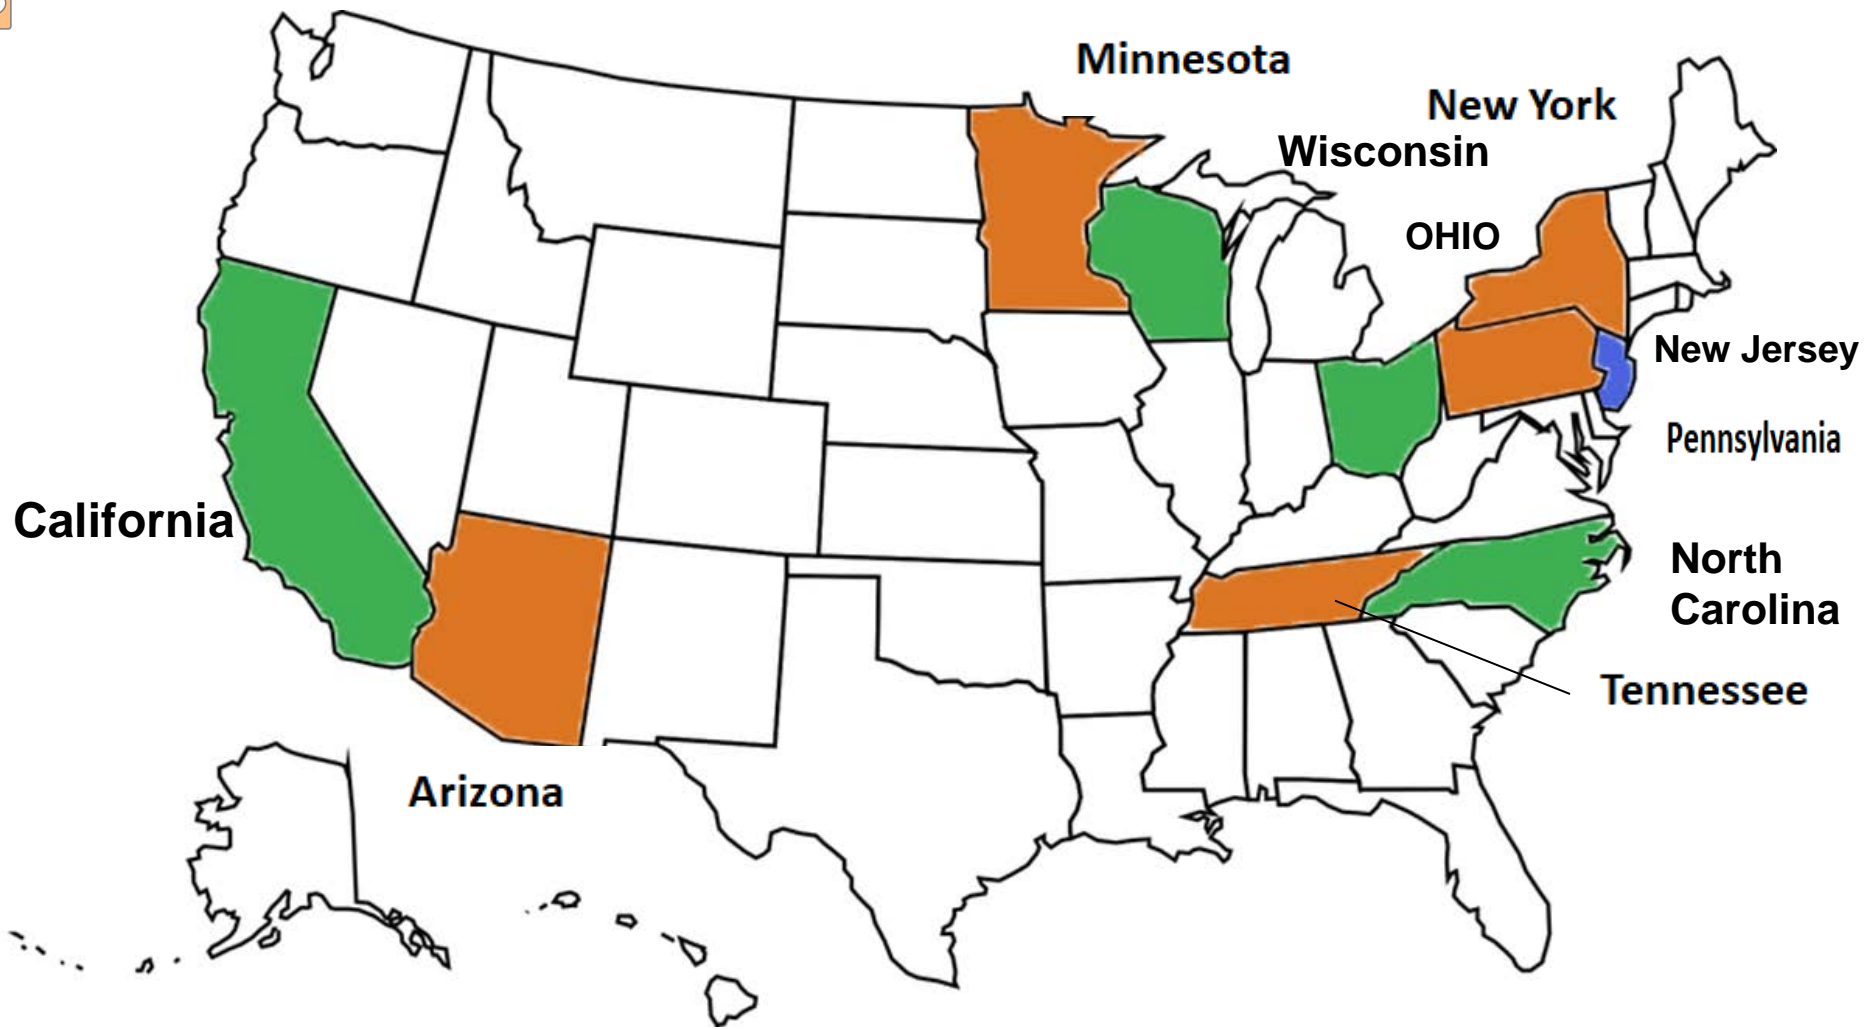 Minnesota
New York
Wisconsin
OHIO
New Jersey
Pennsylvania
California
North
Carolina
Tennessee
Arizona